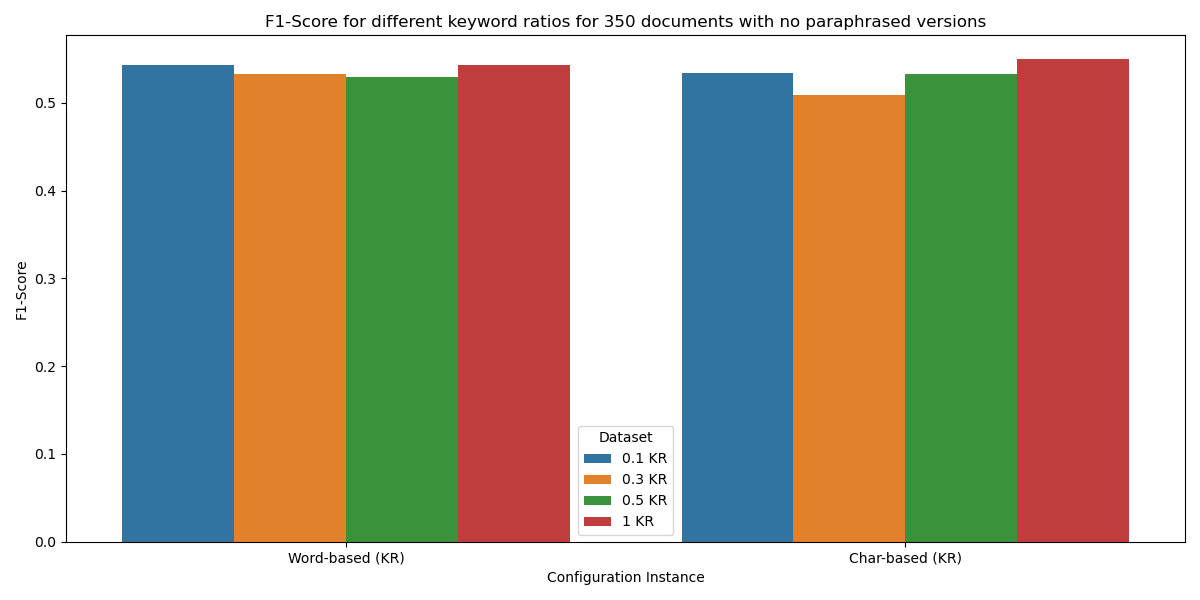 F1-Score for different keyword ratios for 350 documents with no paraphrased versions
F1-Score
0.5
0.4
0.3
0.2
0.1
0.0
Word-based (KR)
Char-based (KR)
Configuration Instance
Dataset
0.1 KR
0.3 KR
0.5 KR
1 KR